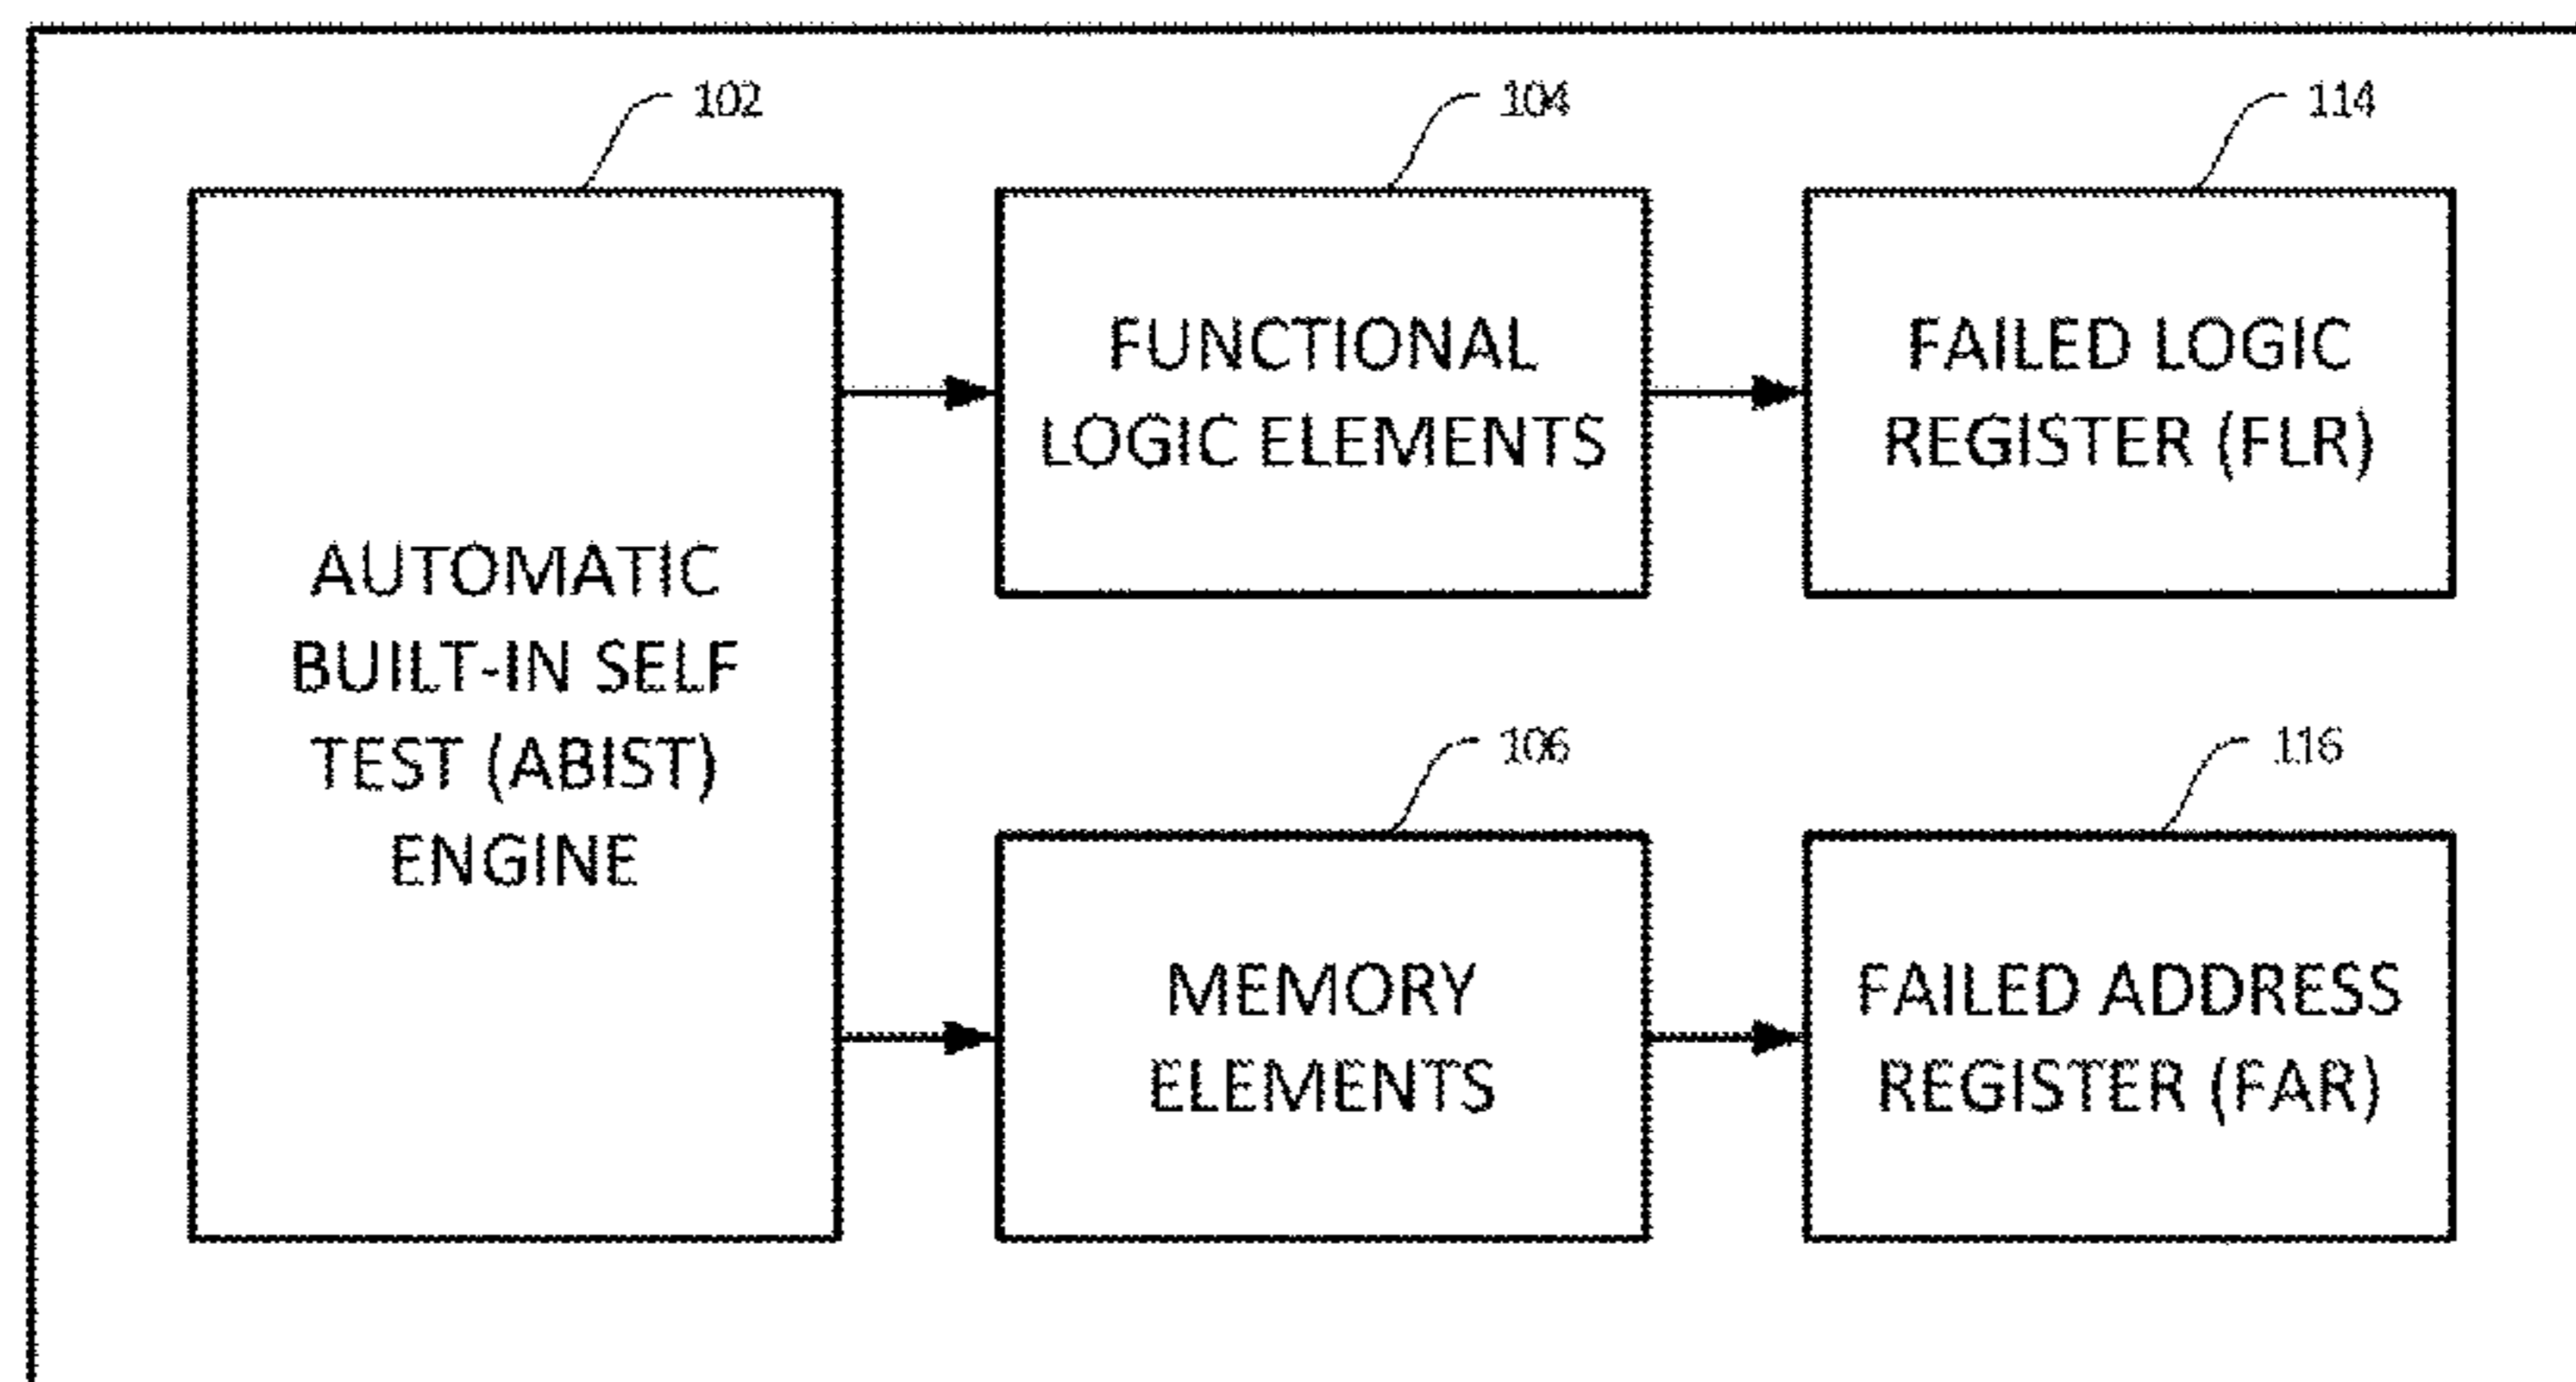 102
104
114
AUTOMATIC
BUILT-IN SELF
TEST (ABIST)
ENGINE
FUNCTIONAL
LOGIC ELEMENTS
FAILED LOGIC
REGISTER (FLR)
106
116
MEMORY
ELEMENTS
FAILED ADDRESS
REGISTER (FAR)